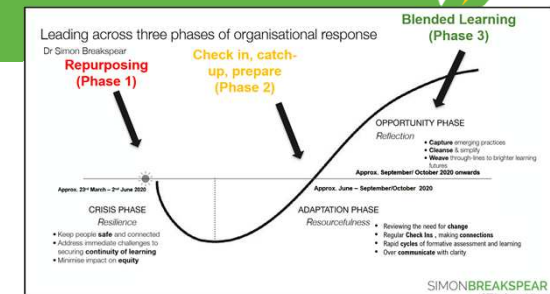 Leading across three phases of organisational response
Dr Simon Breakspear
Repurposing
(Phase 1)
Check in, catch-
up, prepare
(Phase 2)
Blended Learning
(Phase 3)
OPPORTUNITY PHASE
Reflection
• Capture emerging practices
• Cleanse & simplify
• Weave through-lines to brighter learning
futures
Approx. September/ October 2020 onwards
Approx. 23rd March – 2nd June 2020
Approx. June – September/October 2020
CRISIS PHASE
Resilience
• Keep people safe and connected
• Address immediate challenges to
securing continuity of learning
• Minimise impact on equity
ADAPTATION PHASE
Resourcefulness
• Reviewing the need for change
• Regular Check Ins , making connections
• Rapid cycles of formative assessment and learning
• Over communicate with clarity
SIMONBREAKSPEAR